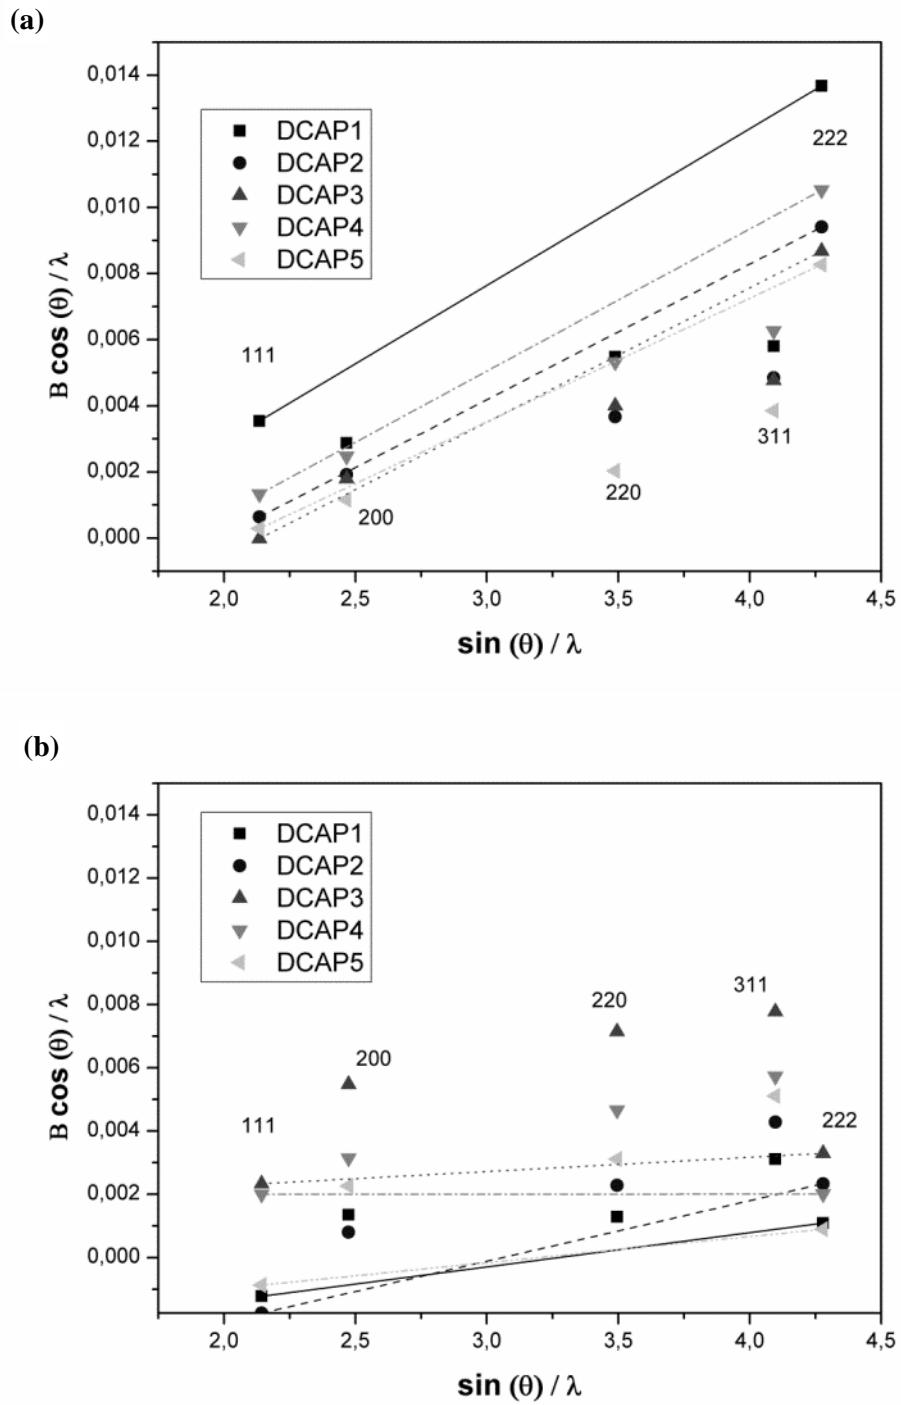 (a)
0,014
0,012
0,010
0,008
0,006
0,004
0,002
0,000
B cos (θ) / λ
DCAP1
DCAP2
DCAP3
DCAP4
DCAP5
111
200
220
311
222
2,0 2,5 3,0 3,5 4,0 4,5
sin (θ) / λ
(b)
0,014
0,012
0,010
0,008
0,006
0,004
0,002
0,000
B cos (θ) / λ
DCAP1
DCAP2
DCAP3
DCAP4
DCAP5
111
200
220
311
222
2,0 2,5 3,0 3,5 4,0 4,5
sin (θ) / λ